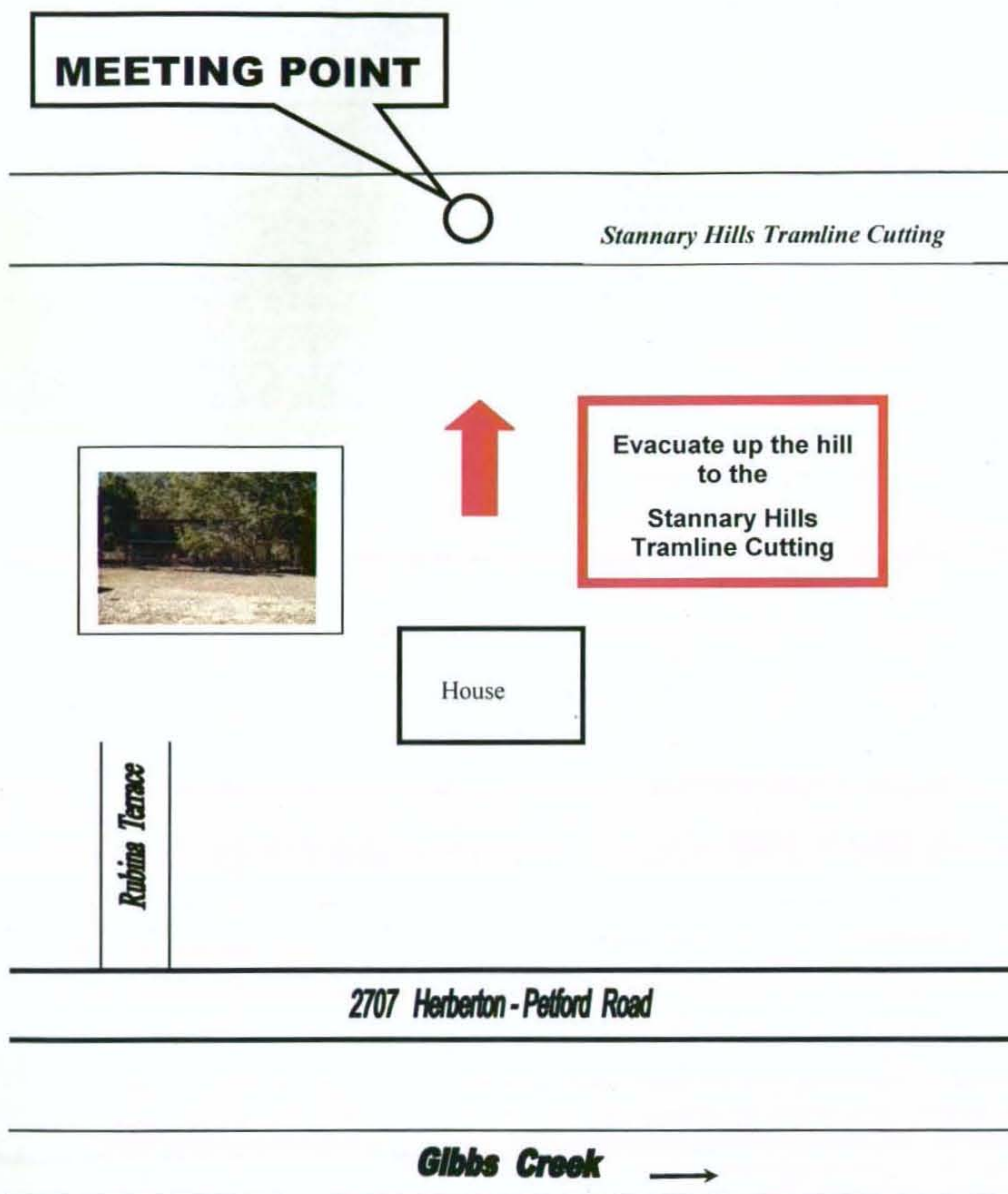 MEETING POINT
Stannary Hills Tramline Cutting
Evacuate up the hill
to the
Stannary Hills
Tramline Cutting
House
Rubina Terrace
2707 Herberton - Petford Road
Gibbs Creek